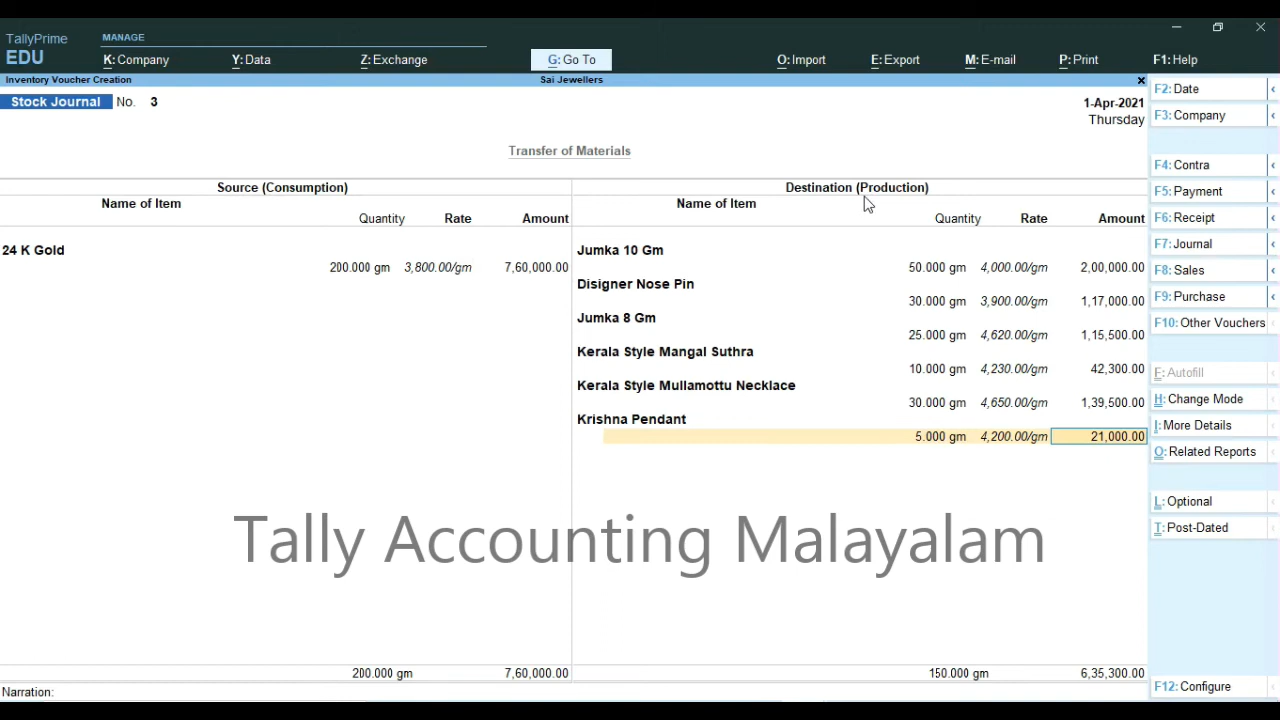 TallyPrime
EDU
MANAGE
K: Company Y: Data Z: Exchange G: Go To O: Import E: Export M: E-mail P: Print F1: Help
Inventory Voucher Creation Sai Jewellers
Stock Journal No. 3 1-Apr-2021
Thursday
Transfer of Materials
Source (Consumption) Destination (Production)
Name of Item Name of Item
Quantity Rate Amount Quantity Rate Amount
24 K Gold Jumka 10 Gm
200.000 gm 3,800.00/gm 7,60,000.00 50.000 gm 4,000.00/gm 2,00,000.00
Disigner Nose Pin
30.000 gm 3,900.00/gm 1,17,000.00
Jumka 8 Gm
25.000 gm 4,620.00/gm 1,15,500.00
Kerala Style Mangal Suthra
10.000 gm 4,230.00/gm 42,300.00
Kerala Style Mullamottu Necklace
30.000 gm 4,650.00/gm 1,39,500.00
Krishna Pendant
5.000 gm 4,200.00/gm 21,000.00
Tally Accounting Malayalam
200.000 gm 7,60,000.00 150.000 gm 6,35,300.00
Narration:
F2: Date
F3: Company
F4: Contra
F5: Payment
F6: Receipt
F7: Journal
F8: Sales
F9: Purchase
F10: Other Vouchers
F: Autofill
H: Change Mode
I: More Details
O: Related Reports
L: Optional
T: Post-Dated
F12: Configure